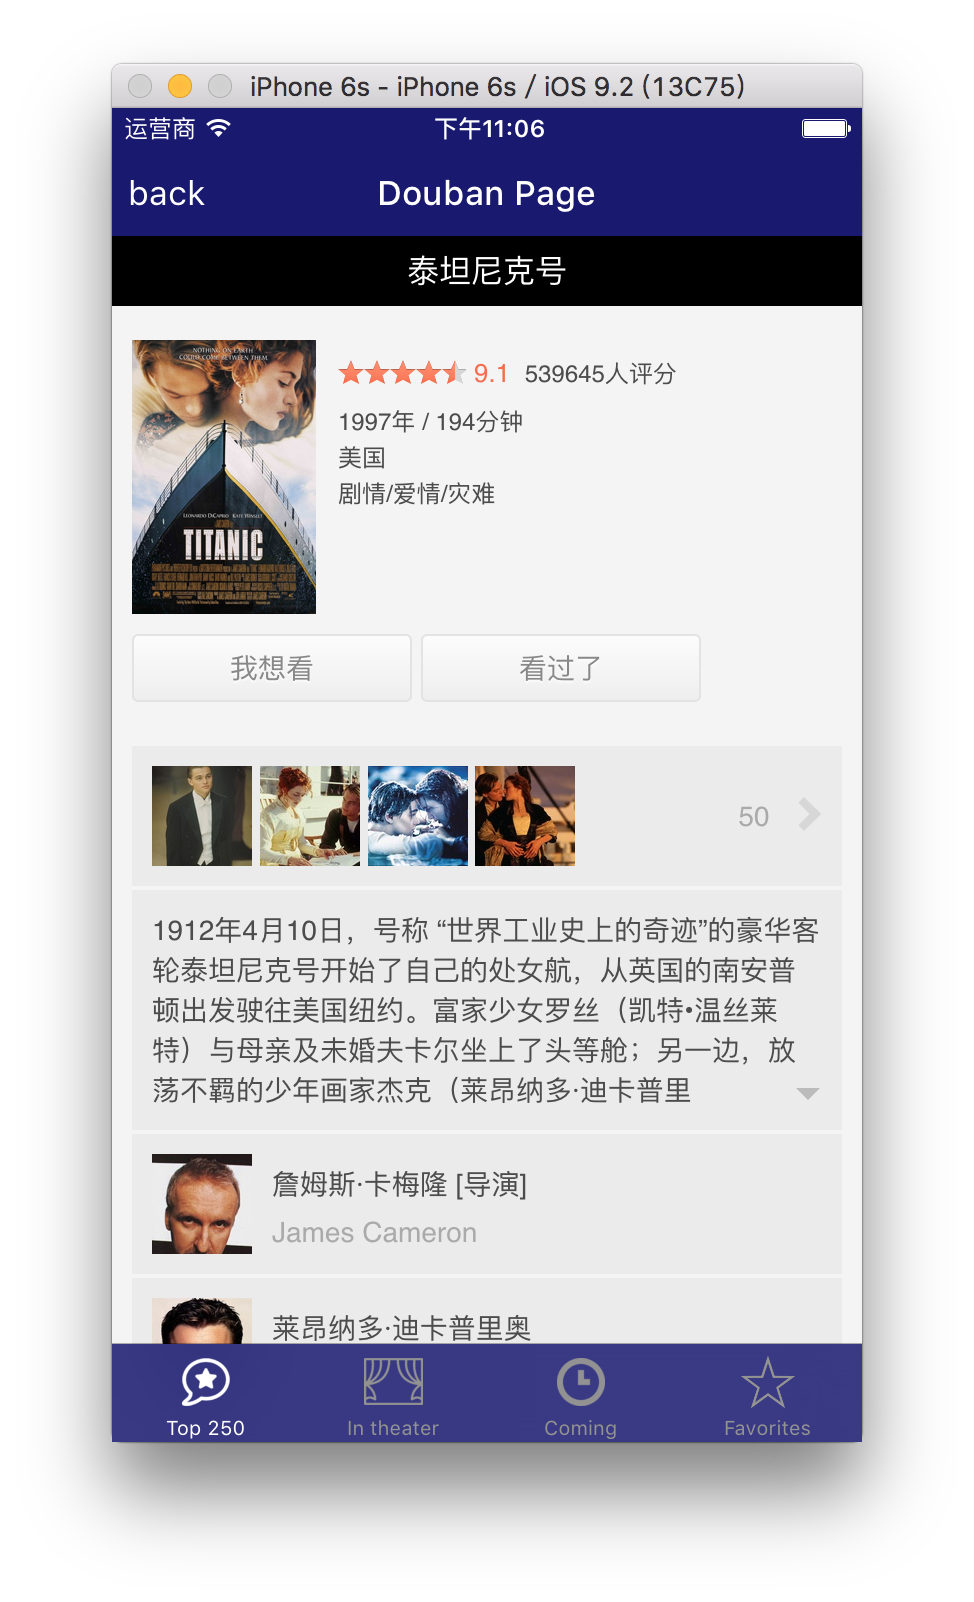 iPhone 6s - iPhone 6s / iOS 9.2 (13C75)
运营商 下午11:06
back Douban Page
泰坦尼克号
NOTHING ON EARTH
COULD COME BETWEEN THEM.
LEONARDO DICAPRIO KATE WINSLET
TITANIC
9.1 539645人评分
1997年 / 194分钟
美国
剧情/爱情/灾难
我想看 看过了
50
1912年4月10日，号称 “世界工业史上的奇迹”的豪华客
轮泰坦尼克号开始了自己的处女航，从英国的南安普
顿出发驶往美国纽约。富家少女罗丝（凯特•温丝莱
特）与母亲及未婚夫卡尔坐上了头等舱；另一边，放
荡不羁的少年画家杰克（莱昂纳多·迪卡普里
詹姆斯·卡梅隆 [导演]
James Cameron
莱昂纳多·迪卡普里奥
Top 250 In theater Coming Favorites